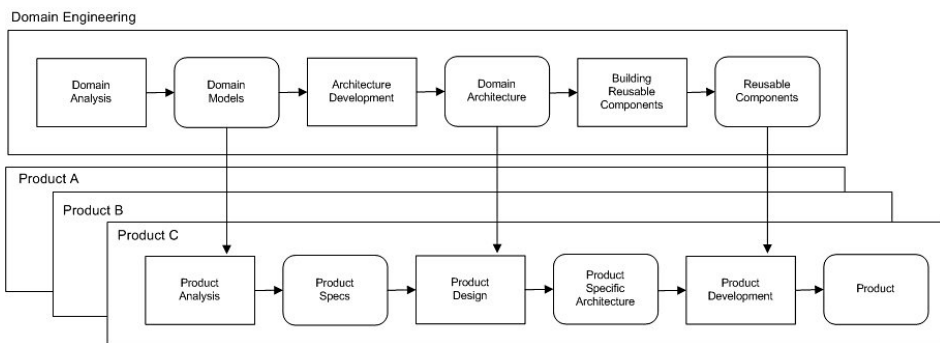 Domain Engineering
Domain
Analysis
Domain
Models
Architecture
Development
Domain
Architecture
Building
Reusable
Components
Reusable
Components
Product A
Product B
Product C
Product
Analysis
Product
Specs
Product
Design
Product
Specific
Architecture
Product
Development
Product